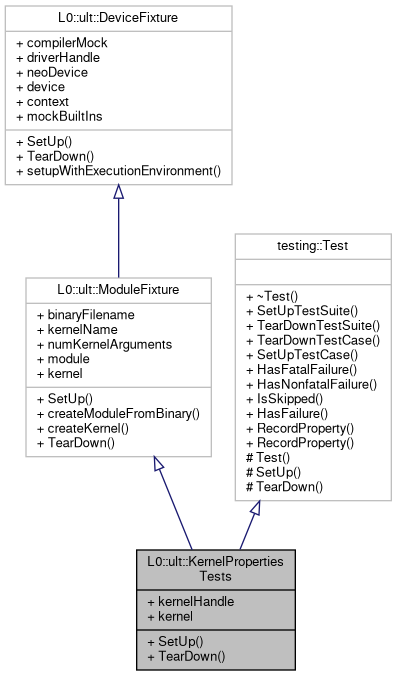 L0::ult::DeviceFixture
+ compilerMock
+ driverHandle
+ neoDevice
+ device
+ context
+ mockBuiltIns
+ SetUp()
+ TearDown()
+ setupWithExecutionEnvironment()
L0::ult::ModuleFixture
+ binaryFilename
+ kernelName
+ numKernelArguments
+ module
+ kernel
+ SetUp()
+ createModuleFromBinary()
+ createKernel()
+ TearDown()
testing::Test
+ ~Test()
+ SetUpTestSuite()
+ TearDownTestSuite()
+ TearDownTestCase()
+ SetUpTestCase()
+ HasFatalFailure()
+ HasNonfatalFailure()
+ IsSkipped()
+ HasFailure()
+ RecordProperty()
+ RecordProperty()
# Test()
# SetUp()
# TearDown()
L0::ult::KernelProperties
Tests
+ kernelHandle
+ kernel
+ SetUp()
+ TearDown()